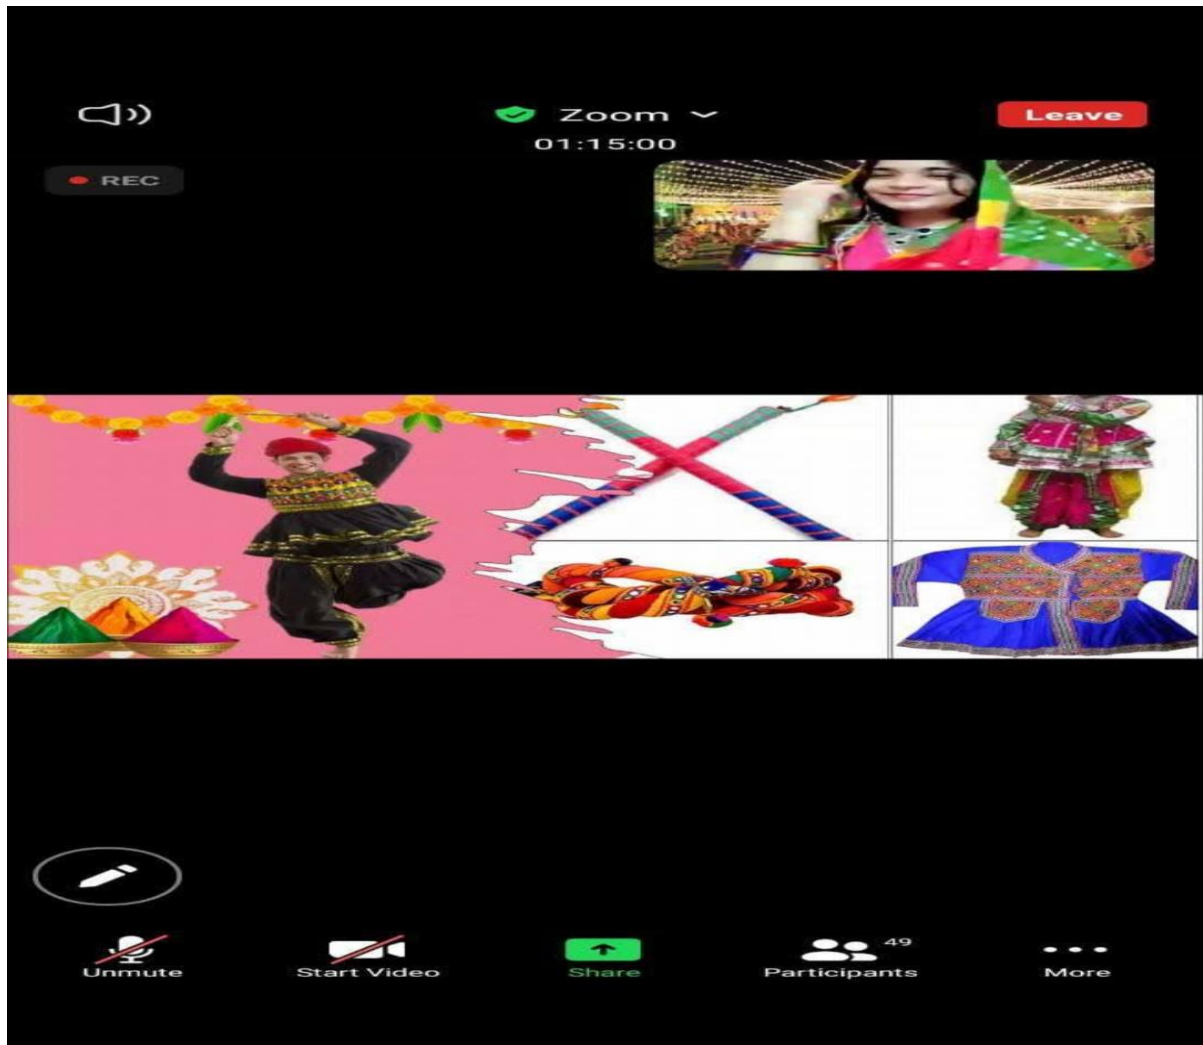 Zoom
Leave
01:15:00
REC
Unmute
Start Video
Share
Participants
49
More